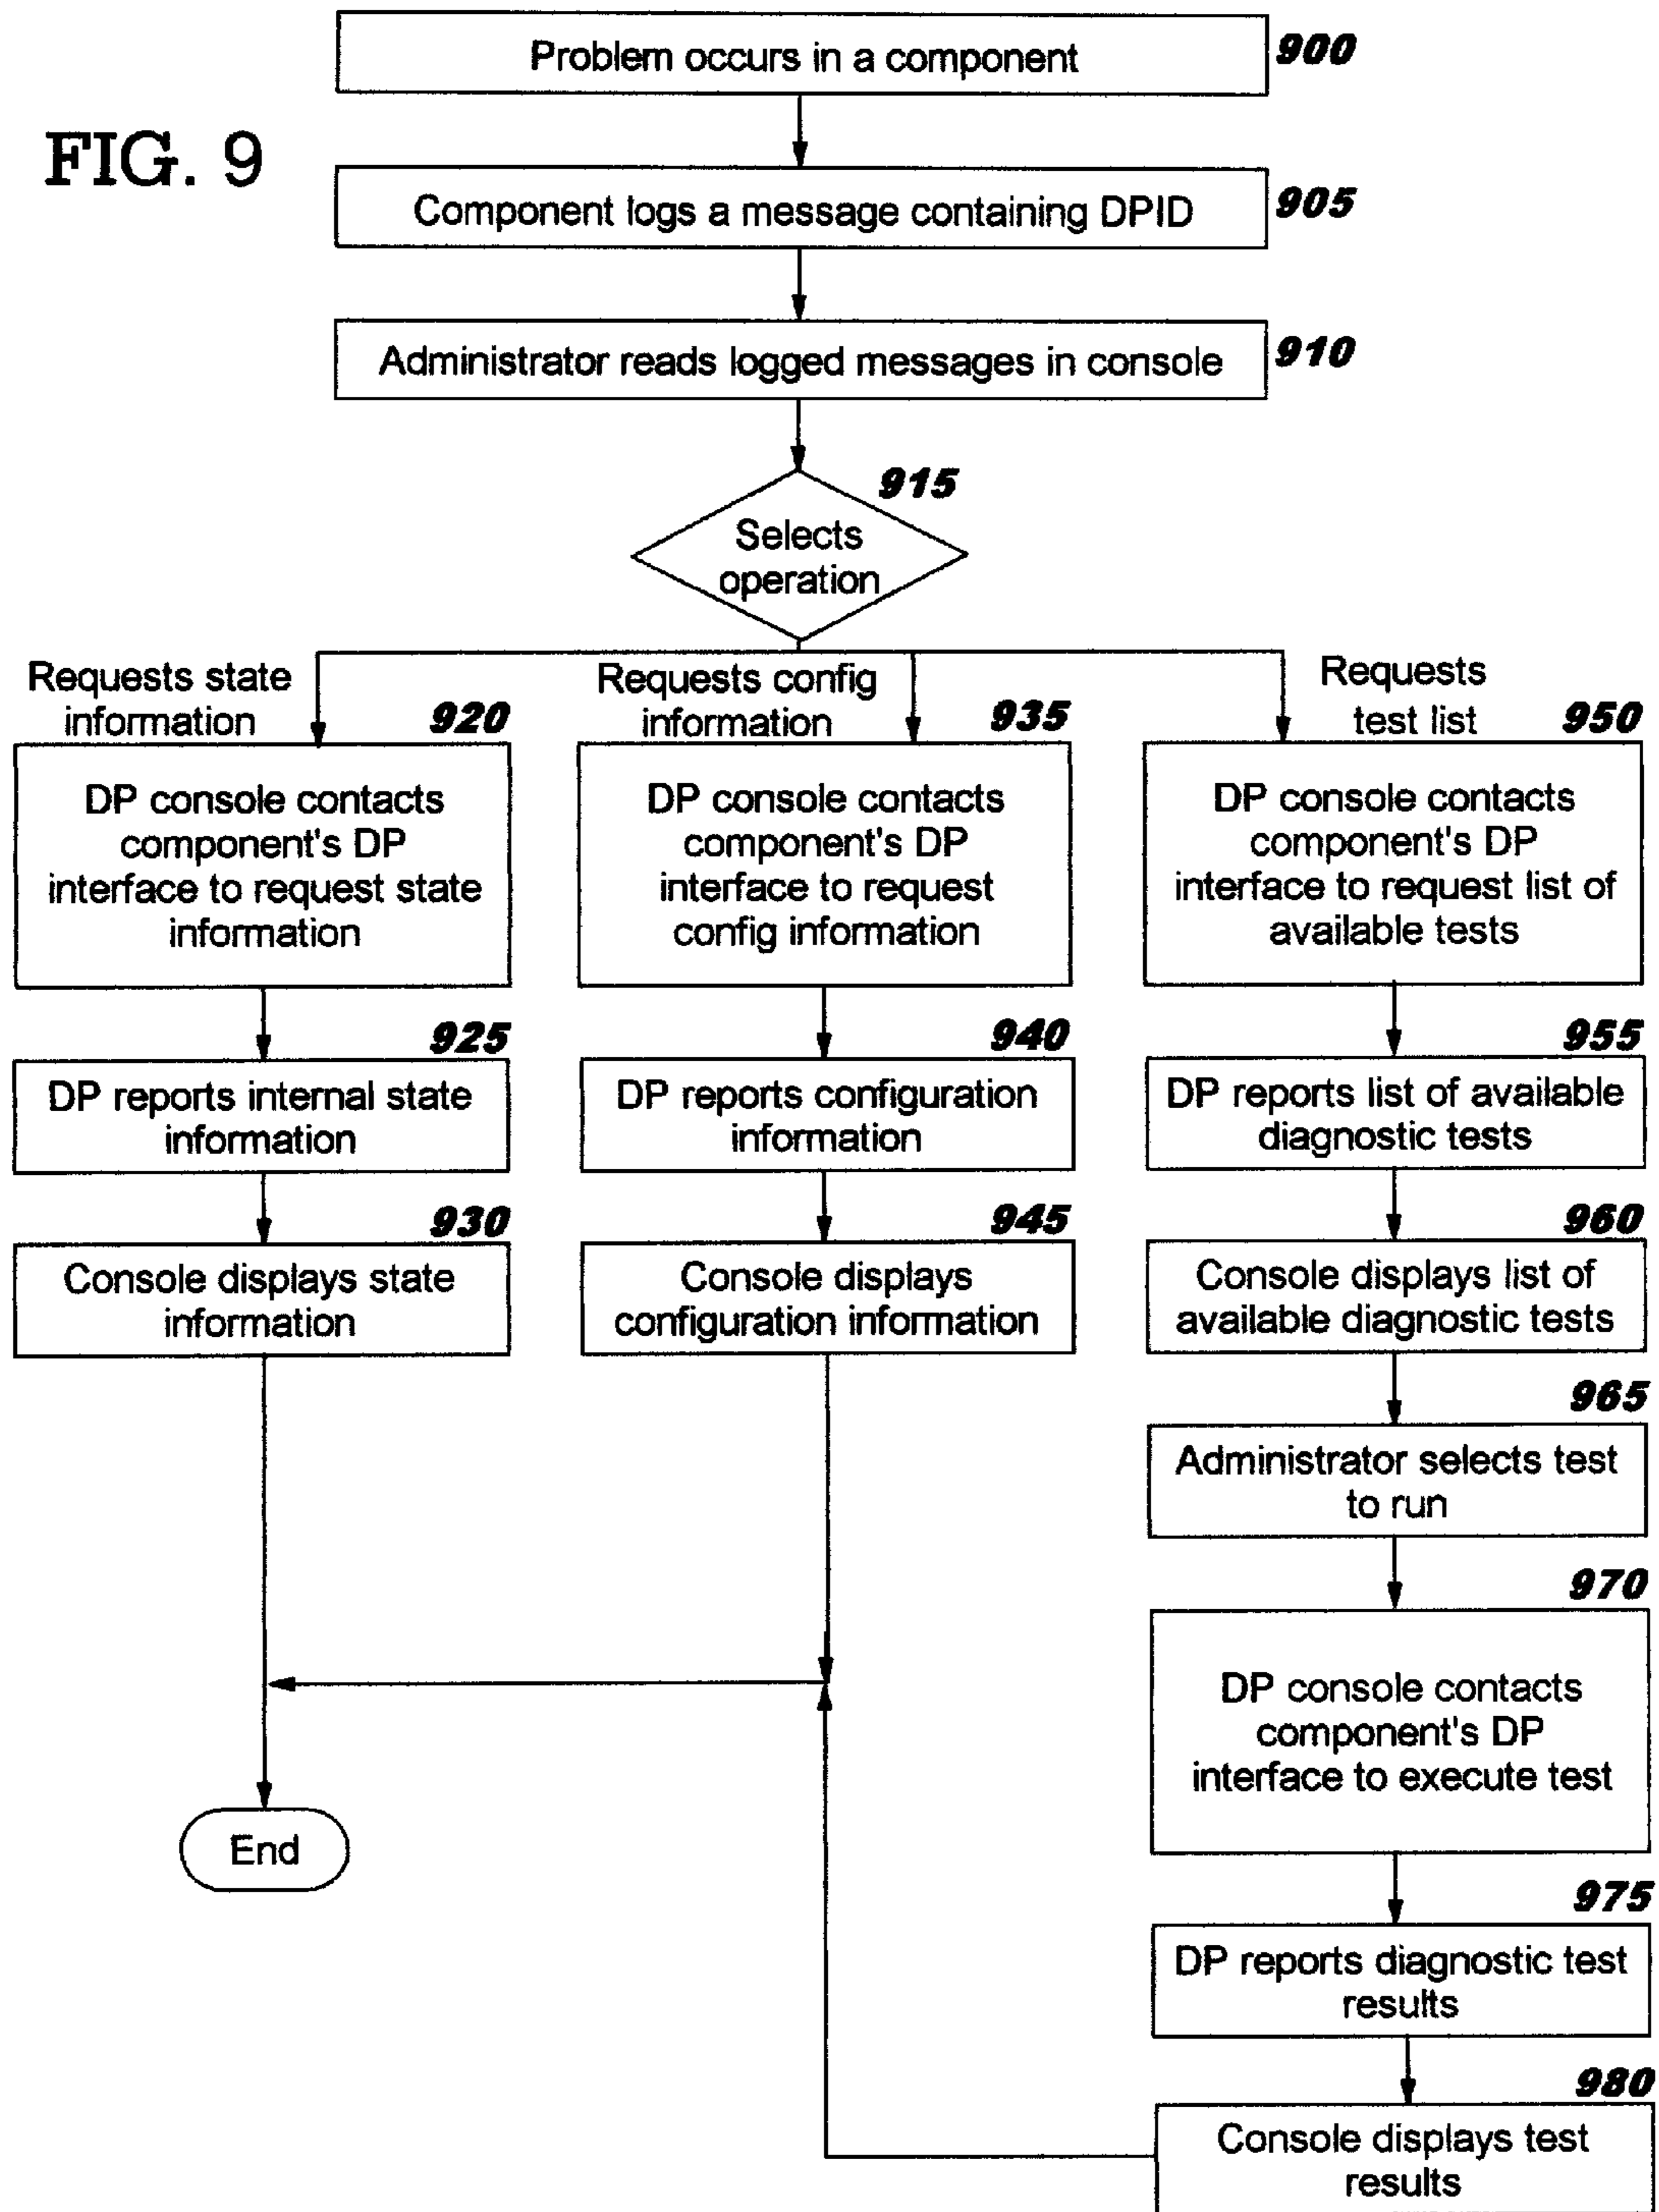 FIG. 9
Problem occurs in a component
900
Component logs a message containing DPID
905
Administrator reads logged messages in console
910
915
Selects
operation
Requests state
information
920
DP console contacts
component's DP
interface to request state
information
925
DP reports internal state
information
930
Console displays state
information
End
Requests config
information
935
DP console contacts
component's DP
interface to request
config information
940
DP reports configuration
information
945
Console displays
configuration information
Requests
test list
950
DP console contacts
component's DP
interface to request list of
available tests
955
DP reports list of available
diagnostic tests
960
Console displays list of
available diagnostic tests
965
Administrator selects test
to run
970
DP console contacts
component's DP
interface to execute test
975
DP reports diagnostic test
results
980
Console displays test
results